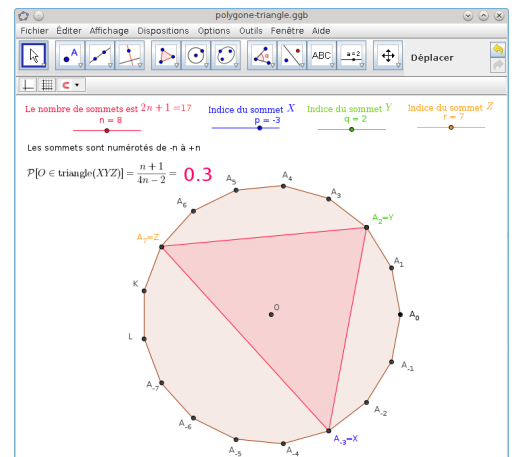 polygone-triangle.ggb
Fichier Éditer Affichage Dispositions Options Outils Fenêtre Aide
A ABC a=2 Déplacer
Le nombre de sommets est 2n + 1 =17 Indice du sommet X Indice du sommet Y Indice du sommet Z
n = 8 p = -3 q = 2 r = 7
Les sommets sont numérotés de -n à +n
𝒫[O ∈ triangle(XYZ)] = (n + 1)/(4n − 2) = 0.3
A₄
A₅
A₃
A₆
A₂=Y
A₇=Z
A₁
K
O
A₀
L
A₋₁
A₋₇
A₋₂
A₋₆
A₋₃=X
A₋₅
A₋₄